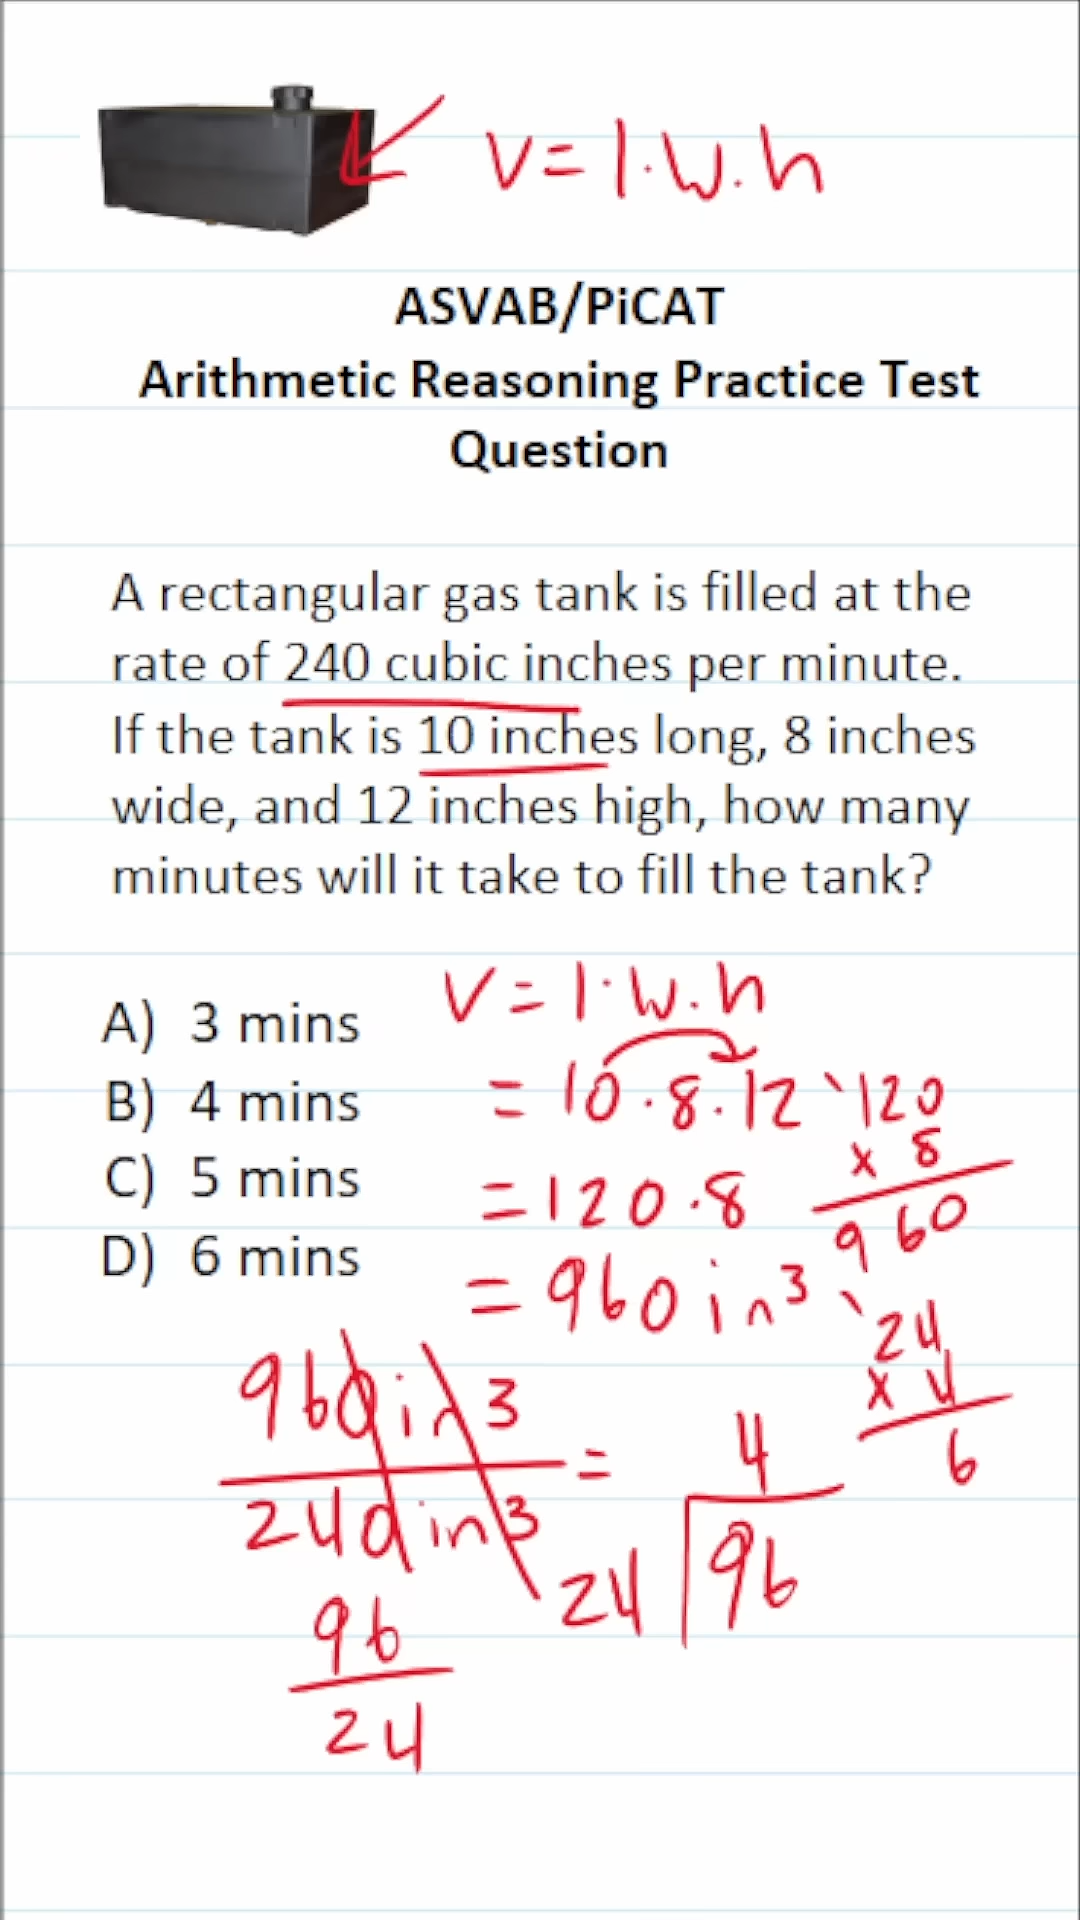 V = l · w . h
ASVAB/PiCAT
Arithmetic Reasoning Practice Test
Question
A rectangular gas tank is filled at the
rate of 240 cubic inches per minute.
If the tank is 10 inches long, 8 inches
wide, and 12 inches high, how many
minutes will it take to fill the tank?
A) 3 mins
B) 4 mins
C) 5 mins
D) 6 mins
V = l · w . h
= 10 · 8 . 12
120
x 8
960
= 120 · 8
= 960 in³
24
x 4
6
960 in³
240 in³
=
4
24 96
96
24